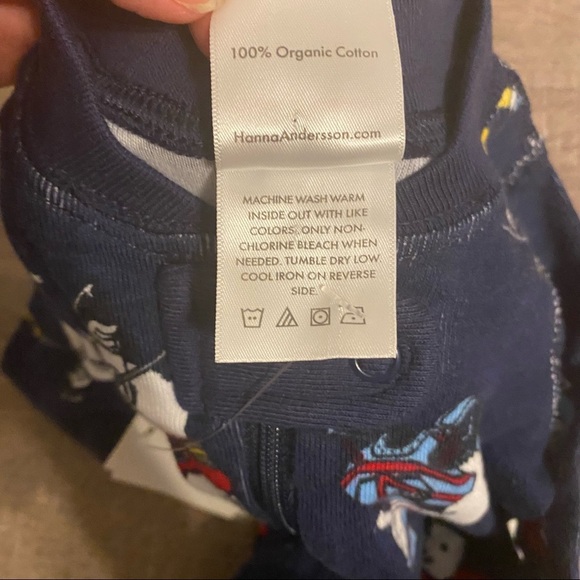 100% Organic Cotton
HannaAndersson.com
MACHINE WASH WARM
INSIDE OUT WITH LIKE
COLORS. ONLY NON-
CHLORINE BLEACH WHEN
NEEDED. TUMBLE DRY LOW.
COOL IRON ON REVERSE
SIDE.